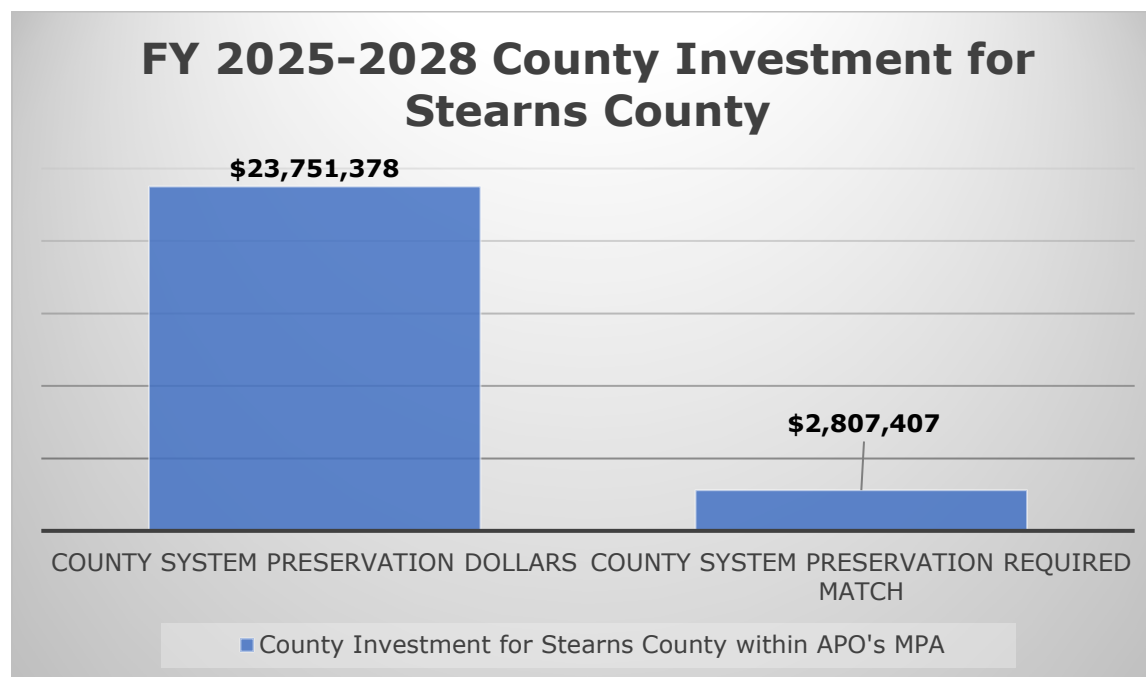 FY 2025-2028 County Investment for
Stearns County
$23,751,378
$2,807,407
COUNTY SYSTEM PRESERVATION DOLLARS
COUNTY SYSTEM PRESERVATION REQUIRED
MATCH
County Investment for Stearns County within APO's MPA